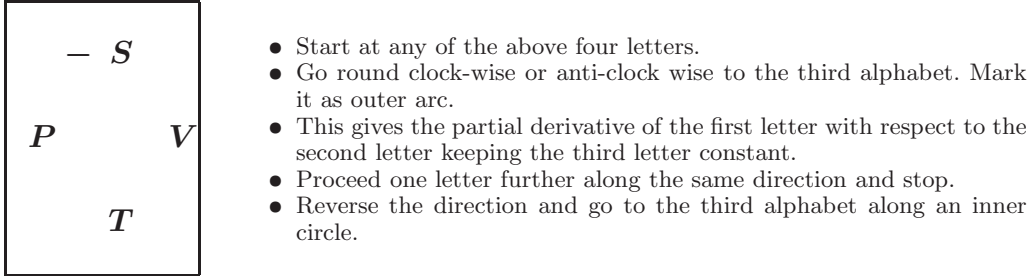 − S
P V
T
● Start at any of the above four letters.
● Go round clock-wise or anti-clock wise to the third alphabet. Mark
it as outer arc.
● This gives the partial derivative of the first letter with respect to the
second letter keeping the third letter constant.
● Proceed one letter further along the same direction and stop.
● Reverse the direction and go to the third alphabet along an inner
circle.